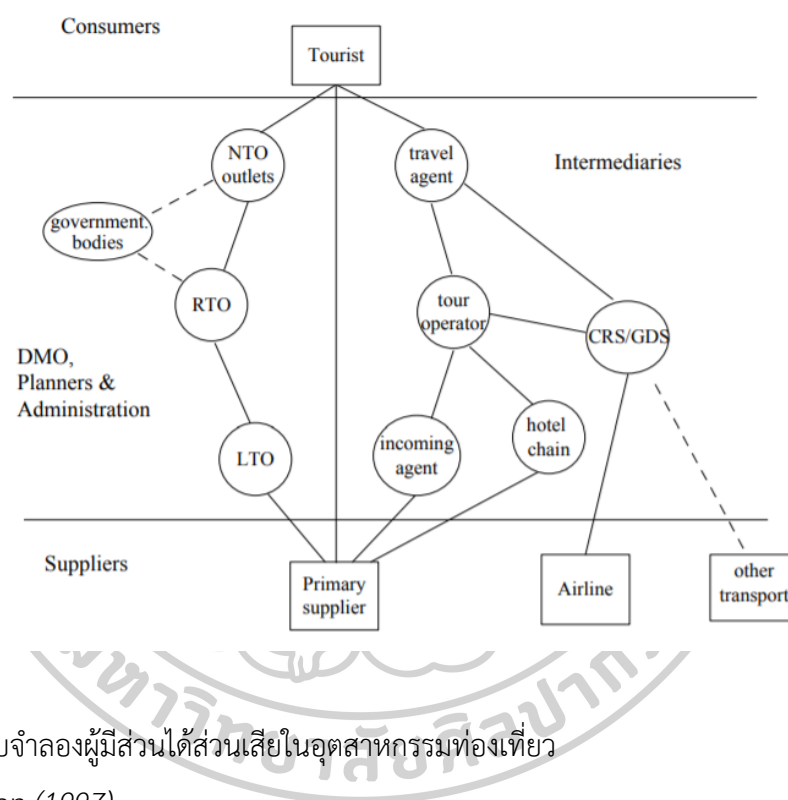 Consumers
Tourist
NTO
outlets
travel
agent
Intermediaries
government.
bodies
RTO
tour
operator
CRS/GDS
DMO,
Planners &
Administration
LTO
incoming
agent
hotel
chain
Suppliers
Primary
supplier
Airline
other
transport
จำลองผู้มีส่วนได้ส่วนเสียในอุตสาหกรรมท่องเที่ยว
(1997)